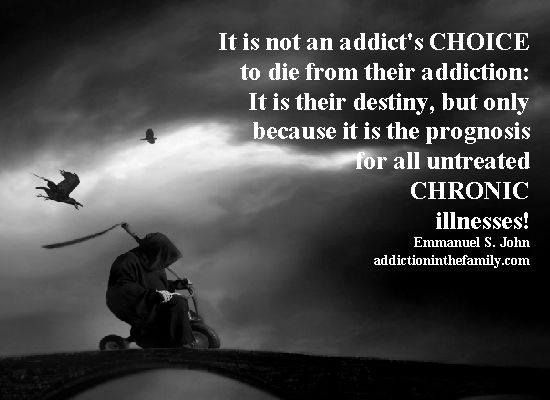 It is not an addict's CHOICE
to die from their addiction:
It is their destiny, but only
because it is the prognosis
for all untreated
CHRONIC
illnesses!
Emmanuel S. John
addictioninthefamily.com